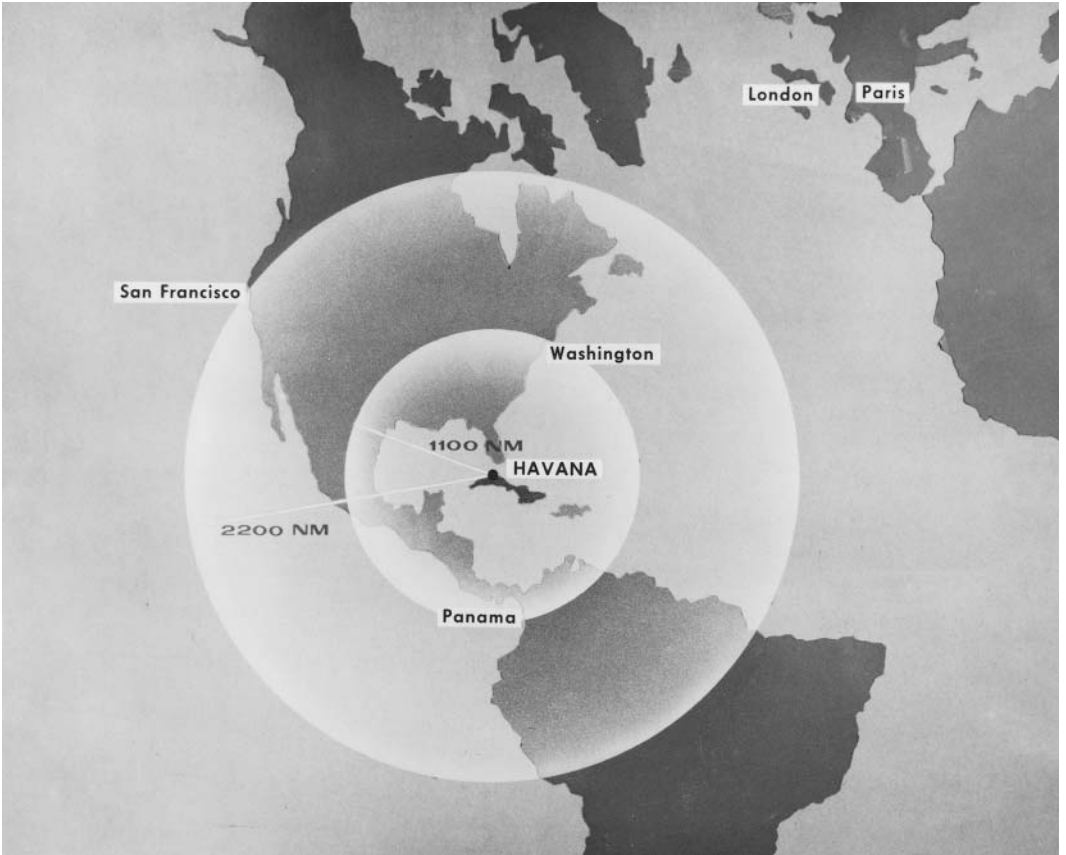 London
Paris
San Francisco
Washington
1100 NM
HAVANA
2200 NM
Panama